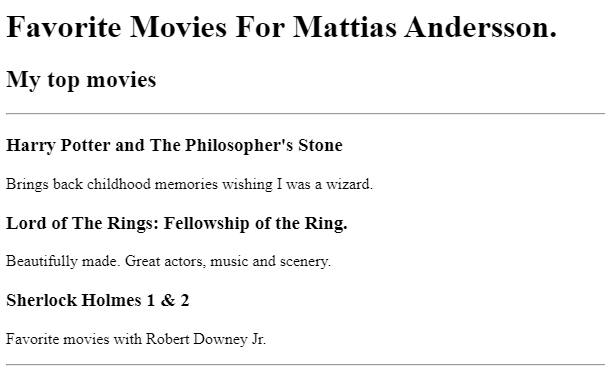 Favorite Movies For Mattias Andersson.
My top movies
Harry Potter and The Philosopher's Stone
Brings back childhood memories wishing I was a wizard.
Lord of The Rings: Fellowship of the Ring.
Beautifully made. Great actors, music and scenery.
Sherlock Holmes 1 & 2
Favorite movies with Robert Downey Jr.